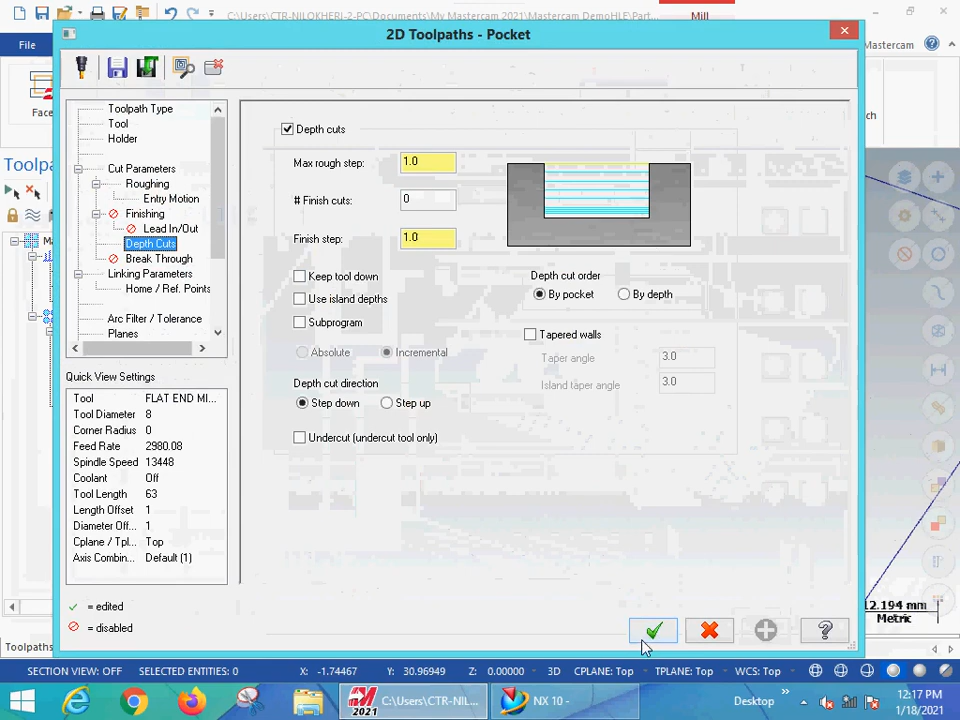 C:\Users\CTR-NILOKHERI-2-PC\Documents\My Mastercam 2021\Mastercam DemoHLE\Part...
Mill
2D Toolpaths - Pocket
File
Mastercam
Face
Toolpath Type
Tool
Holder
Cut Parameters
Roughing
Entry Motion
Finishing
Lead In/Out
Depth Cuts
Break Through
Linking Parameters
Home / Ref. Points
Arc Filter / Tolerance
Planes
Depth cuts
Max rough step: 1.0
# Finish cuts: 0
Finish step: 1.0
Keep tool down
Use island depths
Subprogram
Absolute Incremental
Depth cut direction
Step down Step up
Undercut (undercut tool only)
Depth cut order
By pocket By depth
Tapered walls
Taper angle 3.0
Island taper angle 3.0
Quick View Settings
Tool FLAT END MI...
Tool Diameter 8
Corner Radius 0
Feed Rate 2980.08
Spindle Speed 13448
Coolant Off
Tool Length 63
Length Offset 1
Diameter Off... 1
Cplane / Tpl... Top
Axis Combin... Default (1)
= edited
= disabled
12.194 mm
Metric
Toolpaths
SECTION VIEW: OFF SELECTED ENTITIES: 0 X: -1.74467 Y: 30.96949 Z: 0.00000 3D CPLANE: Top TPLANE: Top WCS: Top
2021 C:\Users\CTR-NIL... NX 10 - Desktop
12:17 PM
1/18/2021